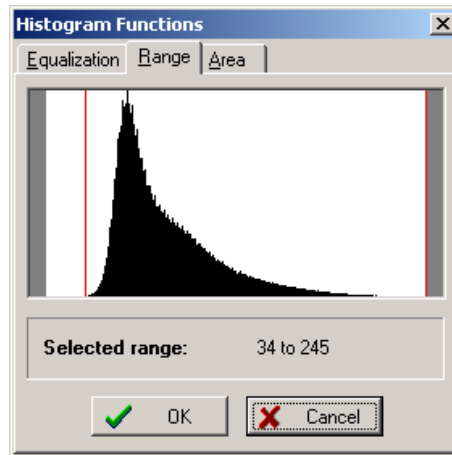 Histogram Functions
Equalization Range Area
Selected range: 34 to 245
OK Cancel